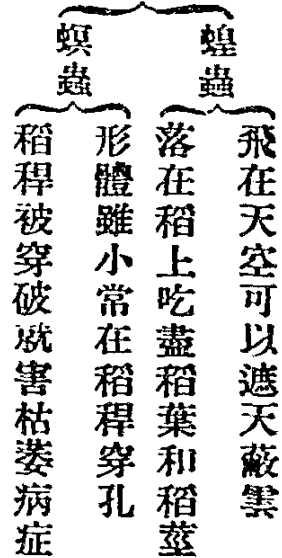 蝗蟲
飛在天空可以遮天蔽雲
落在稻上吃盡稻葉和稻莖
螟蟲
形體雖小常在稻稈穿孔
稻稈被穿破就害枯萎病症